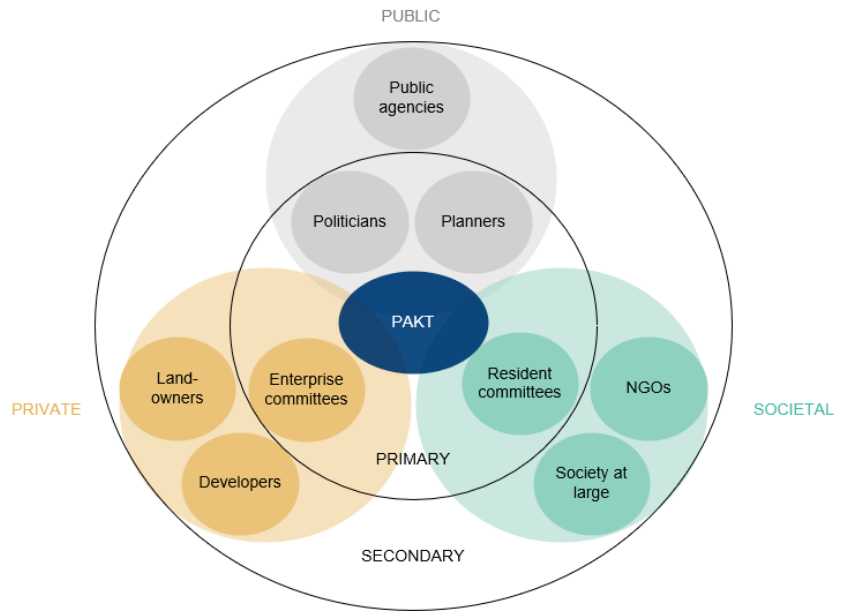 PUBLIC
Public
agencies
Politicians
Planners
PAKT
Land-
owners
Enterprise
committees
Resident
committees
NGOs
PRIVATE
SOCIETAL
PRIMARY
Developers
Society at
large
SECONDARY